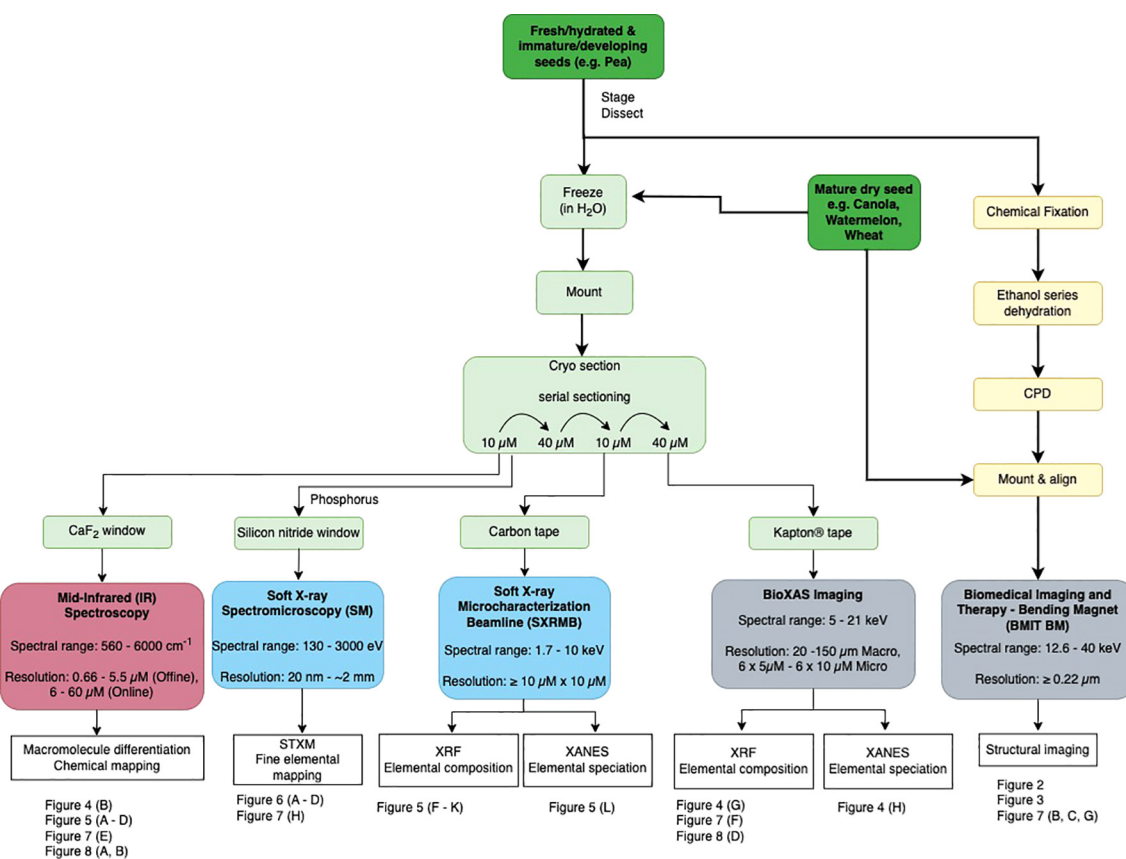 Fresh/hydrated &
immature/developing
seeds (e.g. Pea)
Stage
Dissect
Freeze
(in H₂O)
Mature dry seed
e.g. Canola,
Watermelon,
Wheat
Chemical Fixation
Mount
Ethanol series
dehydration
Cryo section
serial sectioning
10 µM 40 µM 10 µM 40 µM
CPD
Mount & align
Phosphorus
CaF₂ window
Silicon nitride window
Carbon tape
Kapton® tape
Mid-Infrared (IR)
Spectroscopy
Spectral range: 560 - 6000 cm⁻¹
Resolution: 0.66 - 5.5 µM (Offine),
6 - 60 µM (Online)
Soft X-ray
Spectromicroscopy (SM)
Spectral range: 130 - 3000 eV
Resolution: 20 nm - ~2 mm
Soft X-ray
Microcharacterization
Beamline (SXRMB)
Spectral range: 1.7 - 10 keV
Resolution: ≥ 10 µM x 10 µM
BioXAS Imaging
Spectral range: 5 - 21 keV
Resolution: 20 -150 µm Macro,
6 x 5µM - 6 x 10 µM Micro
Biomedical Imaging and
Therapy - Bending Magnet
(BMIT BM)
Spectral range: 12.6 - 40 keV
Resolution: ≥ 0.22 µm
Macromolecule differentiation
Chemical mapping
STXM
Fine elemental
mapping
XRF
Elemental composition
XANES
Elemental speciation
XRF
Elemental composition
XANES
Elemental speciation
Structural imaging
Figure 4 (B)
Figure 5 (A - D)
Figure 7 (E)
Figure 8 (A, B)
Figure 6 (A - D)
Figure 7 (H)
Figure 5 (F - K)
Figure 5 (L)
Figure 4 (G)
Figure 7 (F)
Figure 8 (D)
Figure 4 (H)
Figure 2
Figure 3
Figure 7 (B, C, G)